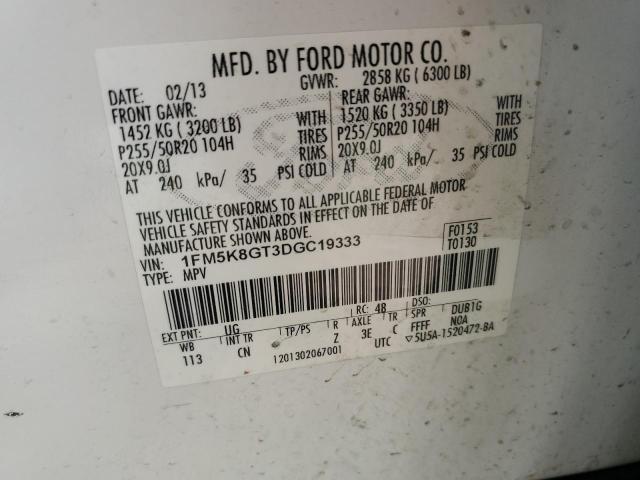 MFD. BY FORD MOTOR CO.
DATE: 02/13 GVWR: 2858 KG ( 6300 LB)
FRONT GAWR: REAR GAWR:
1452 KG ( 3200 LB) WITH 1520 KG ( 3350 LB) WITH
P255/50R20 104H TIRES P255/50R20 104H TIRES
20X9.0J RIMS 20X9.0J RIMS
AT 240 kPa/ 35 PSI COLD AT 240 kPa/ 35 PSI COLD
THIS VEHICLE CONFORMS TO ALL APPLICABLE FEDERAL MOTOR
VEHICLE SAFETY STANDARDS IN EFFECT ON THE DATE OF
MANUFACTURE SHOWN ABOVE.
VIN: 1FM5K8GT3DGC19333 F0153
TYPE: MPV T0130
EXT PNT: UG RC: 48 DSO:
WB INT TR TP/PS R AXLE TR SPR DUB1G
113 CN Z 3E C FFFF NOA
1201302067001 UTC ▽5U5A-1520472-BA